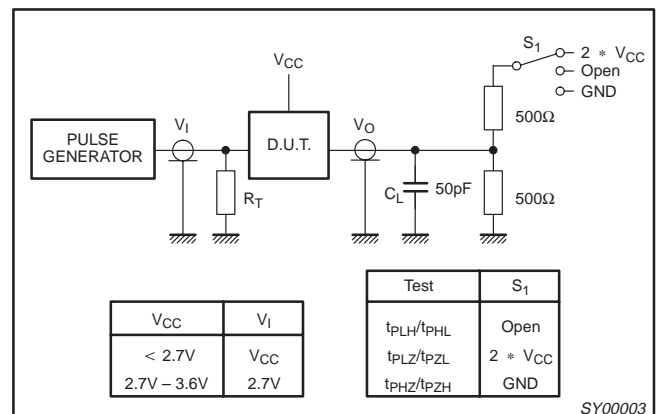 S1
2 * VCC
Open
GND
VCC
500Ω
PULSE
GENERATOR
VI
D.U.T.
VO
RT
CL
50pF
500Ω
VCC VI
< 2.7V VCC
2.7V – 3.6V 2.7V
Test S1
tPLH/tPHL Open
tPLZ/tPZL 2 * VCC
tPHZ/tPZH GND
SY00003